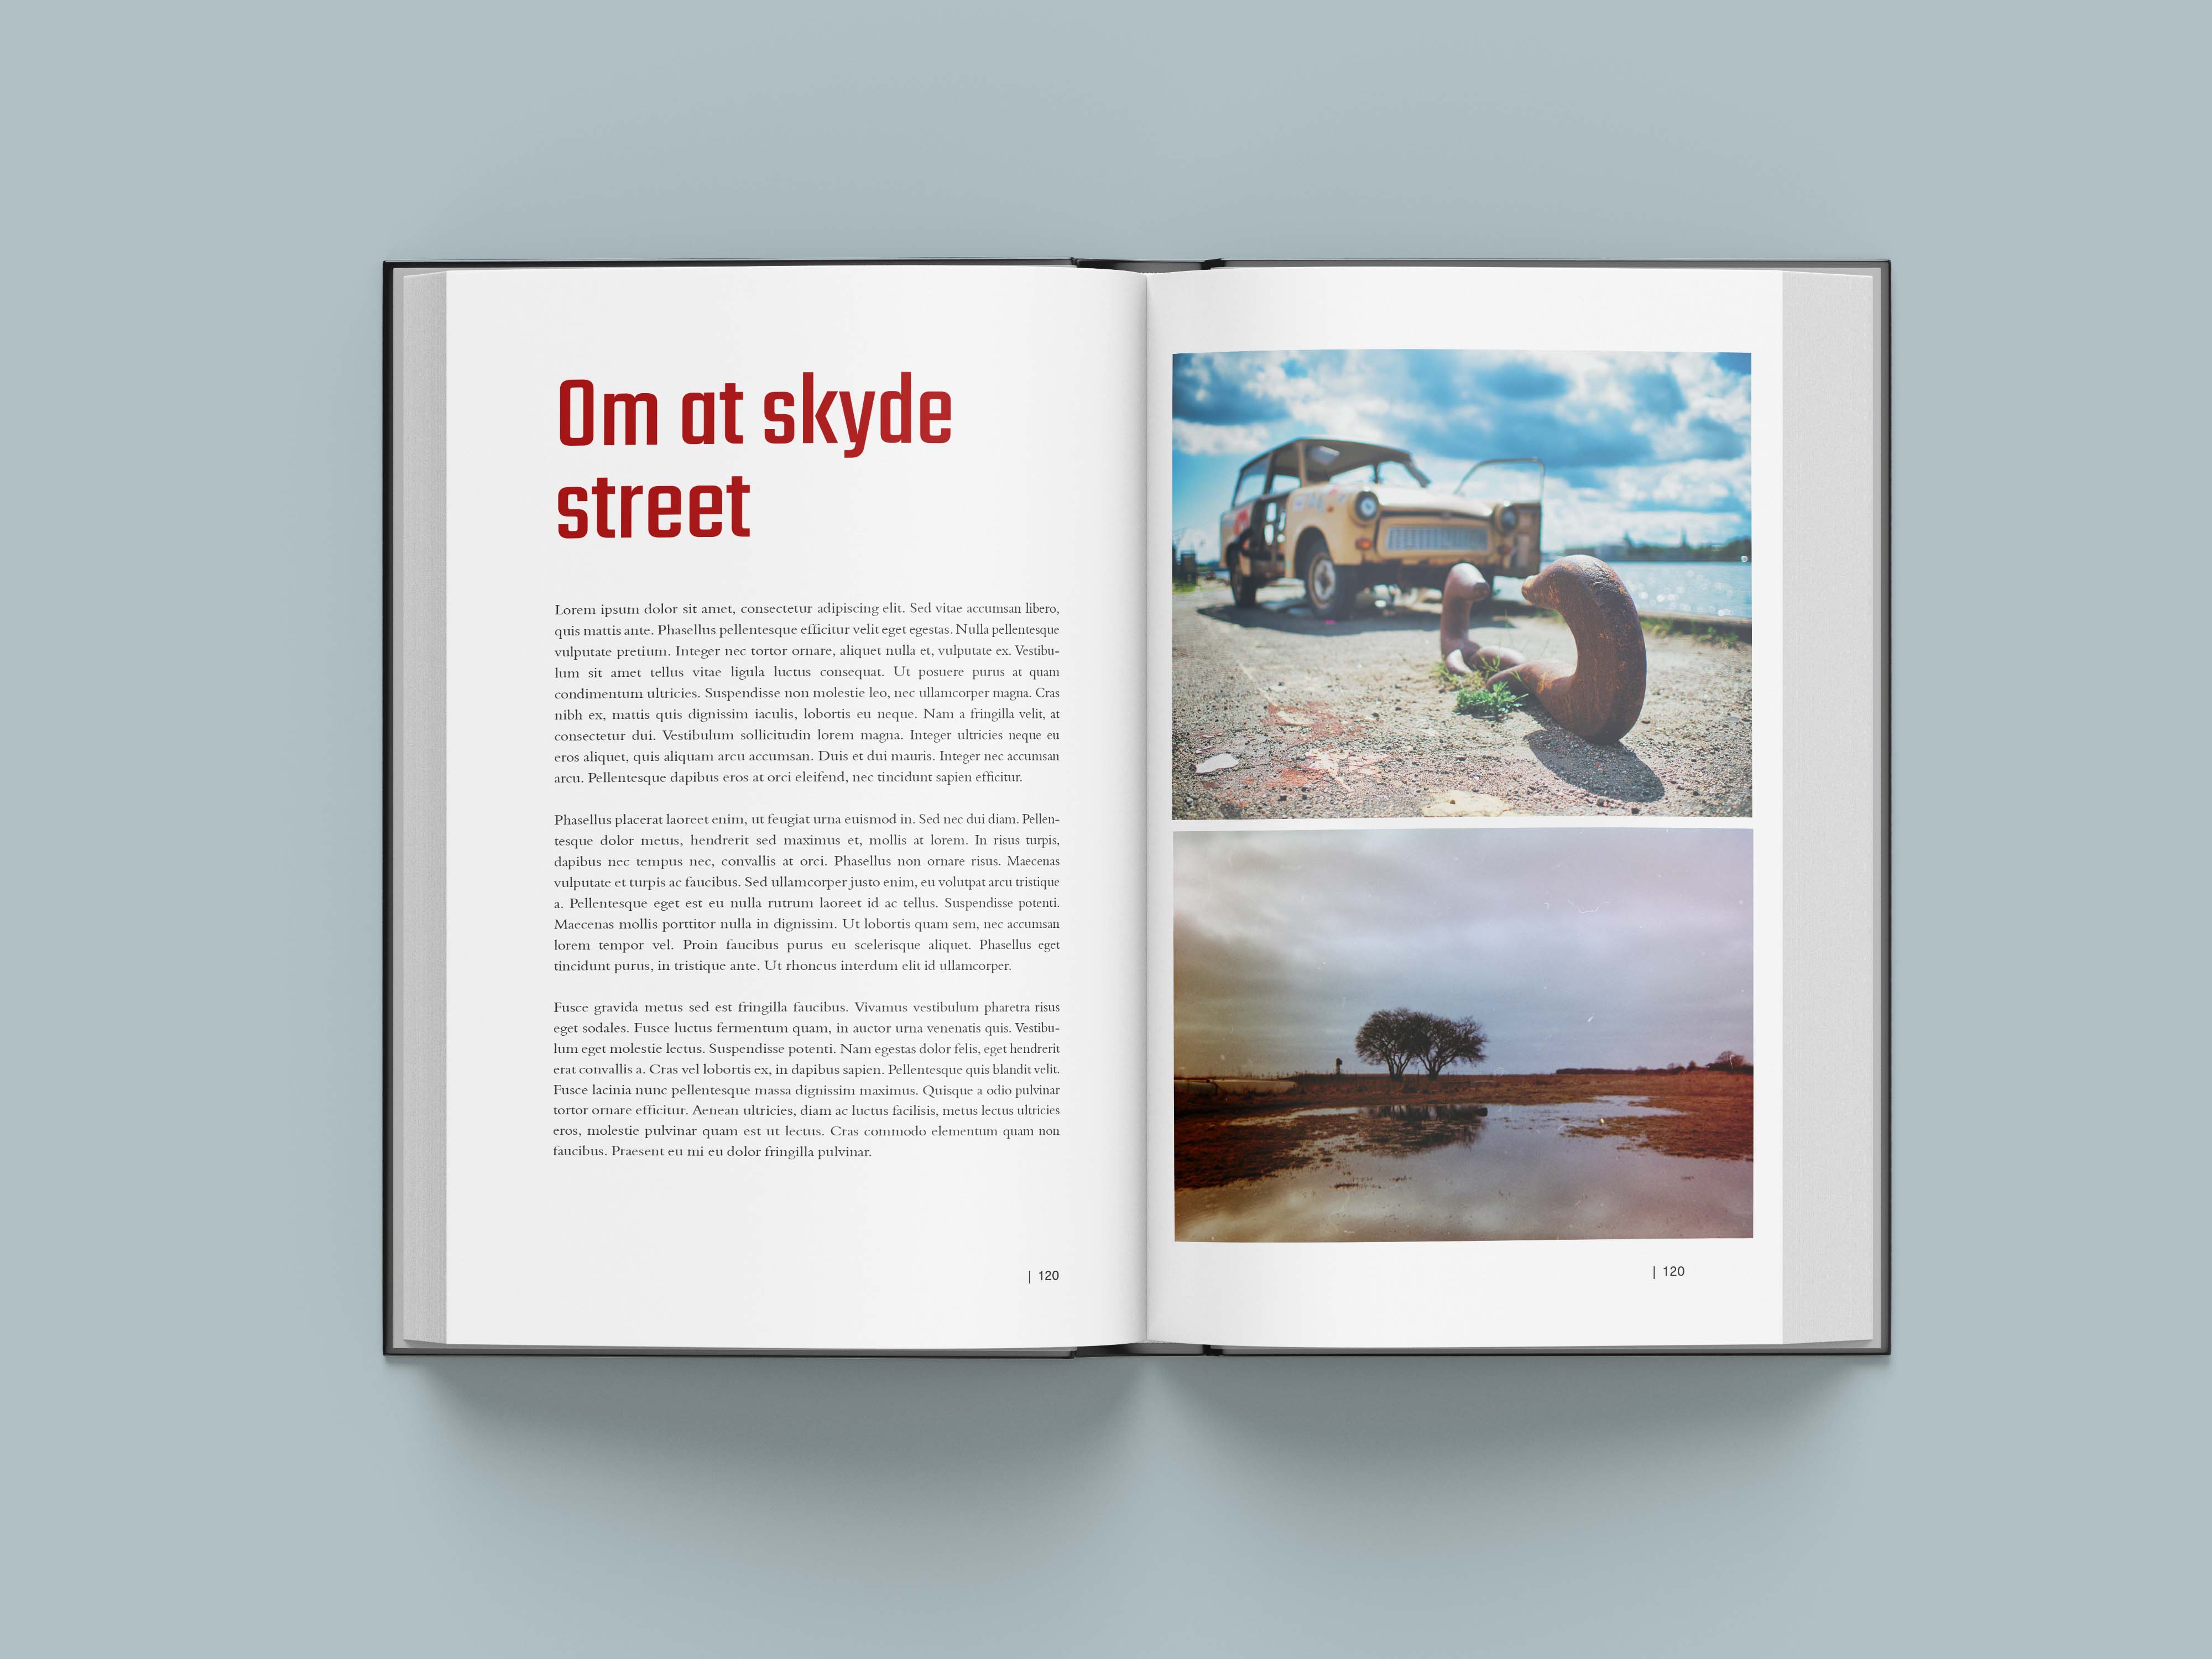 Om at skyde
street
Lorem ipsum dolor sit amet, consectetur adipiscing elit. Sed vitae accumsan libero,
quis mattis ante. Phasellus pellentesque efficitur velit eget egestas. Nulla pellentesque
vulputate pretium. Integer nec tortor ornare, aliquet nulla et, vulputate ex. Vestibu-
lum sit amet tellus vitae ligula luctus consequat. Ut posuere purus at quam
condimentum ultricies. Suspendisse non molestie leo, nec ullamcorper magna. Cras
nibh ex, mattis quis dignissim iaculis, lobortis eu neque. Nam a fringilla velit, at
consectetur dui. Vestibulum sollicitudin lorem magna. Integer ultricies neque eu
eros aliquet, quis aliquam arcu accumsan. Duis et dui mauris. Integer nec accumsan
arcu. Pellentesque dapibus eros at orci eleifend, nec tincidunt sapien efficitur.
Phasellus placerat laoreet enim, ut feugiat urna euismod in. Sed nec dui diam. Pellen-
tesque dolor metus, hendrerit sed maximus et, mollis at lorem. In risus turpis,
dapibus nec tempus nec, convallis at orci. Phasellus non ornare risus. Maecenas
vulputate et turpis ac faucibus. Sed ullamcorper justo enim, eu volutpat arcu tristique
a. Pellentesque eget est eu nulla rutrum laoreet id ac tellus. Suspendisse potenti.
Maecenas mollis porttitor nulla in dignissim. Ut lobortis quam sem, nec accumsan
lorem tempor vel. Proin faucibus purus eu scelerisque aliquet. Phasellus eget
tincidunt purus, in tristique ante. Ut rhoncus interdum elit id ullamcorper.
Fusce gravida metus sed est fringilla faucibus. Vivamus vestibulum pharetra risus
eget sodales. Fusce luctus fermentum quam, in auctor urna venenatis quis. Vestibu-
lum eget molestie lectus. Suspendisse potenti. Nam egestas dolor felis, eget hendrerit
erat convallis a. Cras vel lobortis ex, in dapibus sapien. Pellentesque quis blandit velit.
Fusce lacinia nunc pellentesque massa dignissim maximus. Quisque a odio pulvinar
tortor ornare efficitur. Aenean ultricies, diam ac luctus facilisis, metus lectus ultricies
eros, molestie pulvinar quam est ut lectus. Cras commodo elementum quam non
faucibus. Praesent eu mi eu dolor fringilla pulvinar.
| 120
| 120